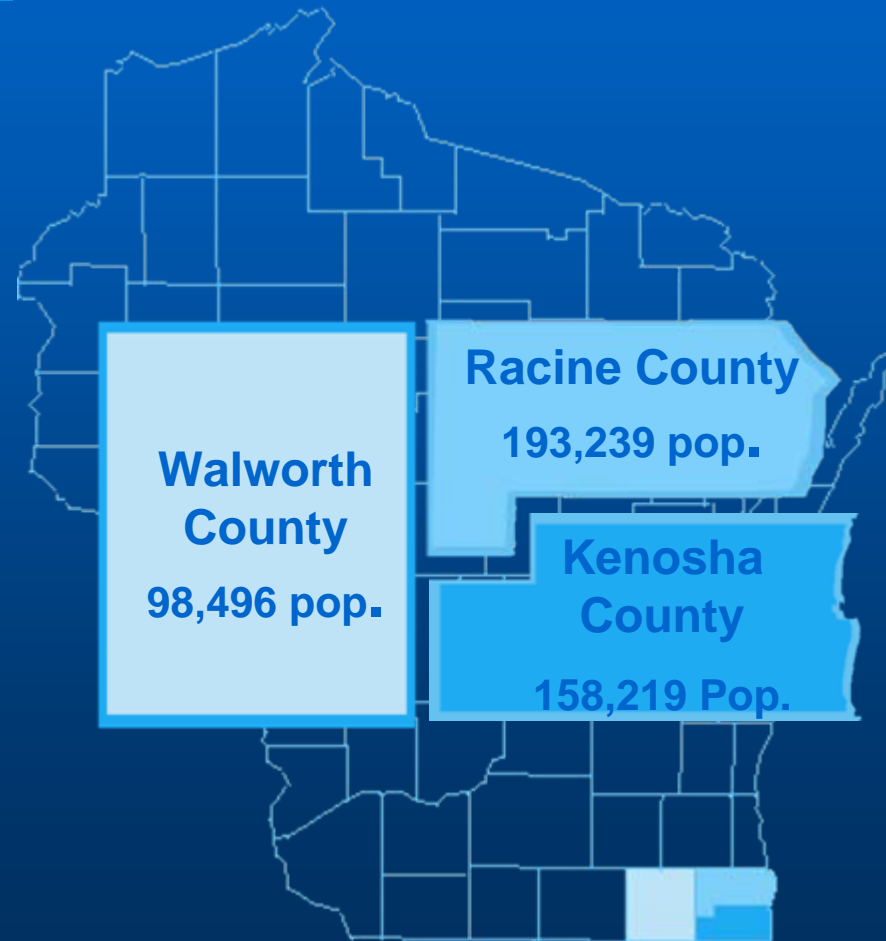 Walworth
County
98,496 pop.
Racine County
193,239 pop.
Kenosha
County
158,219 Pop.